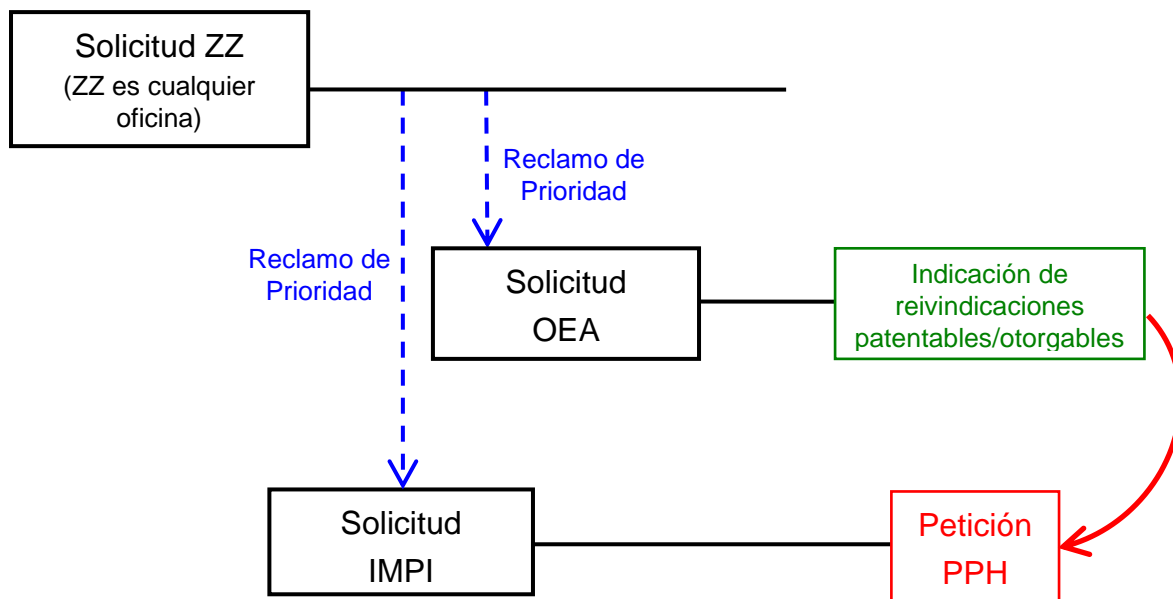 Solicitud ZZ
(ZZ es cualquier
oficina)
Reclamo de
Prioridad
Reclamo de
Prioridad
Solicitud
OEA
Indicación de
reivindicaciones
patentables/otorgables
Solicitud
IMPI
Petición
PPH